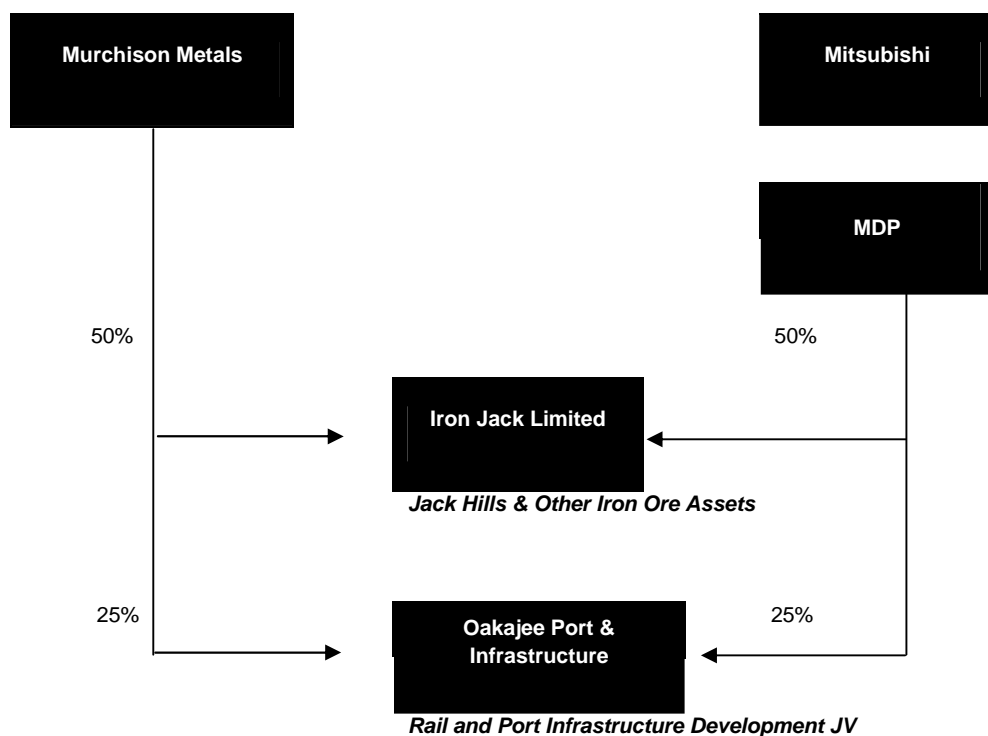 Murchison Metals
Mitsubishi
MDP
50%
50%
Iron Jack Limited
Jack Hills & Other Iron Ore Assets
25%
25%
Oakajee Port &
Infrastructure
Rail and Port Infrastructure Development JV